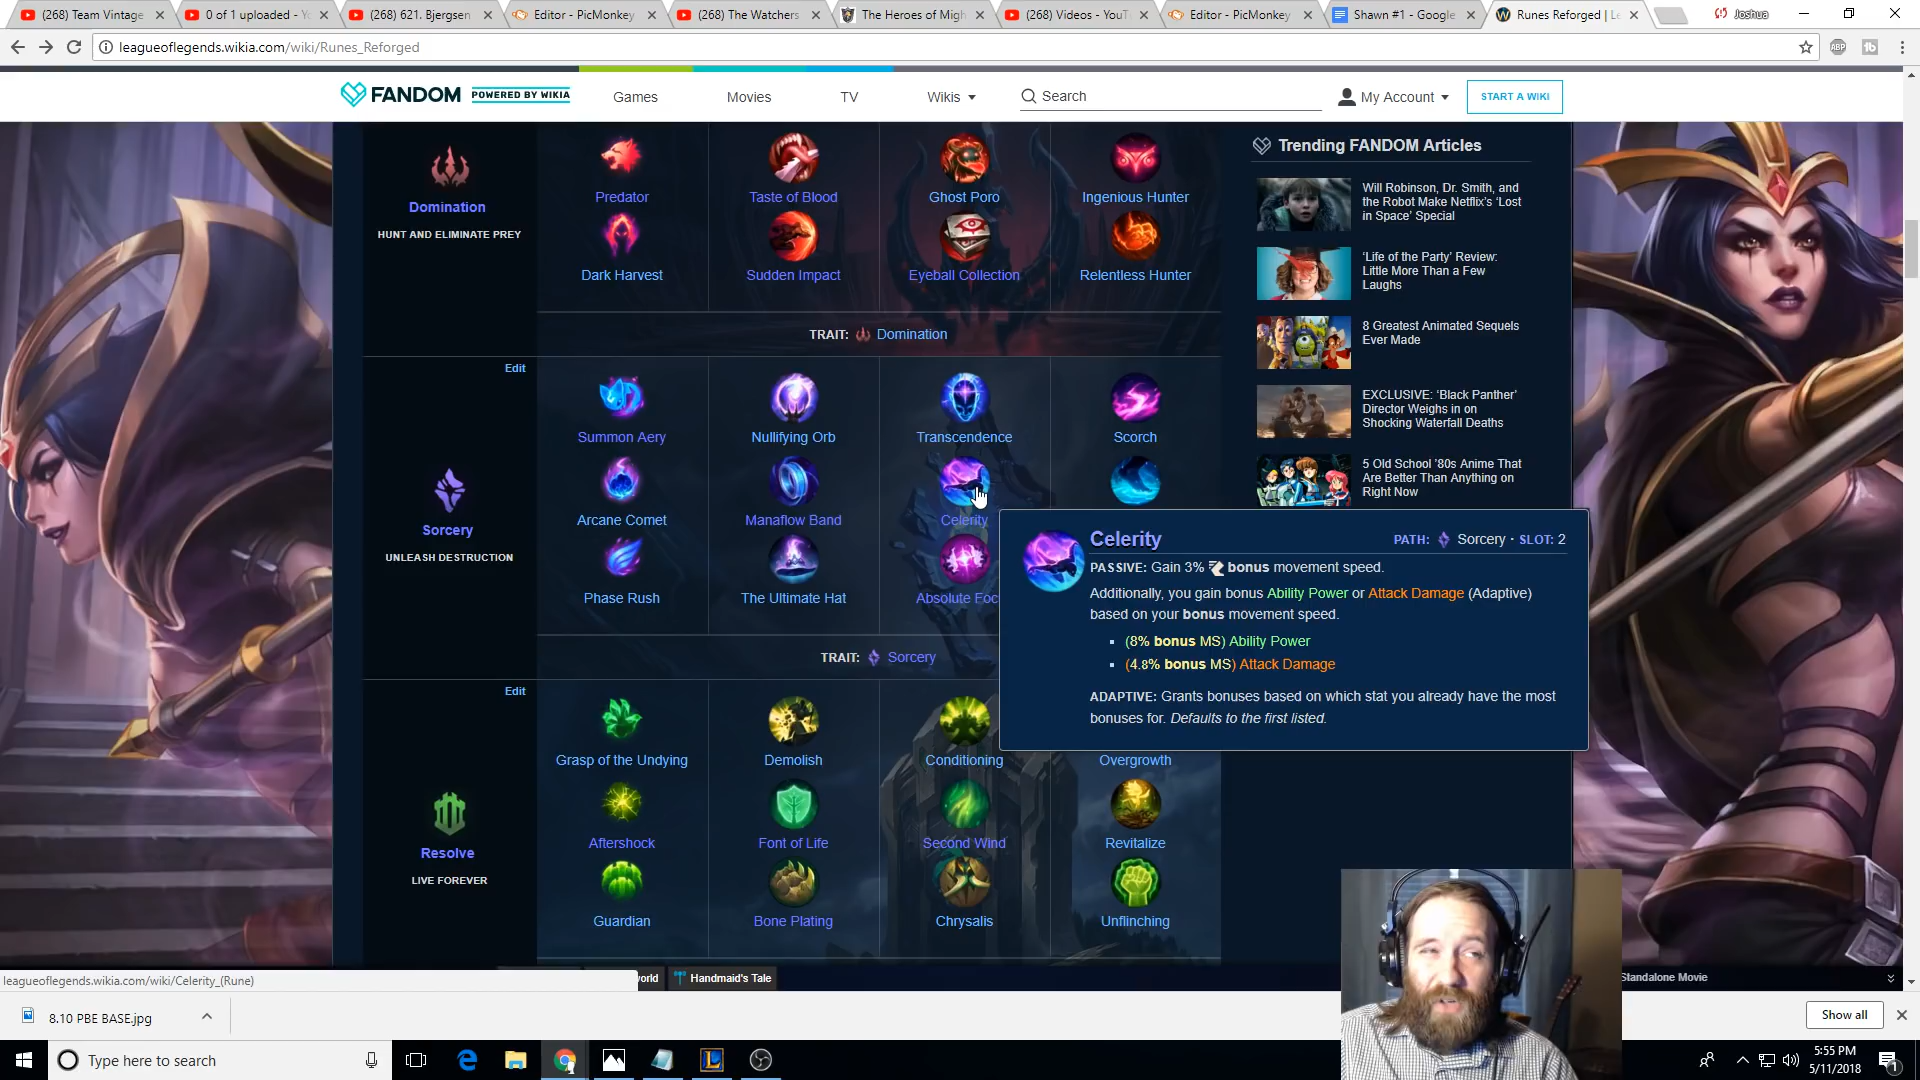 (268) Team Vintage
0 of 1 uploaded - Yo
(268) 621. Bjergsen
Editor - PicMonkey
(268) The Watchers
The Heroes of Migh
(268) Videos - YouTu
Editor - PicMonkey
Shawn #1 - Google
Runes Reforged | Le
Joshua
leagueoflegends.wikia.com/wiki/Runes_Reforged
ABP
FANDOM POWERED BY WIKIA
Games
Movies
TV
Wikis
Search
My Account
START A WIKI
Domination
HUNT AND ELIMINATE PREY
Predator
Taste of Blood
Ghost Poro
Ingenious Hunter
Dark Harvest
Sudden Impact
Eyeball Collection
Relentless Hunter
TRAIT: Domination
Trending FANDOM Articles
Will Robinson, Dr. Smith, and
the Robot Make Netflix's 'Lost
in Space' Special
'Life of the Party' Review:
Little More Than a Few
Laughs
8 Greatest Animated Sequels
Ever Made
EXCLUSIVE: 'Black Panther'
Director Weighs in on
Shocking Waterfall Deaths
5 Old School '80s Anime That
Are Better Than Anything on
Right Now
Edit
Sorcery
UNLEASH DESTRUCTION
Summon Aery
Nullifying Orb
Transcendence
Scorch
Arcane Comet
Manaflow Band
Celerity
Phase Rush
The Ultimate Hat
Absolute Foc
TRAIT: Sorcery
Celerity
PATH: Sorcery · SLOT: 2
PASSIVE: Gain 3% bonus movement speed.
Additionally, you gain bonus Ability Power or Attack Damage (Adaptive)
based on your bonus movement speed.
(8% bonus MS) Ability Power
(4.8% bonus MS) Attack Damage
ADAPTIVE: Grants bonuses based on which stat you already have the most
bonuses for. Defaults to the first listed.
Edit
Resolve
LIVE FOREVER
Grasp of the Undying
Demolish
Conditioning
Overgrowth
Aftershock
Font of Life
Second Wind
Revitalize
Guardian
Bone Plating
Chrysalis
Unflinching
leagueoflegends.wikia.com/wiki/Celerity_(Rune)
Handmaid's Tale
Standalone Movie
8.10 PBE BASE.jpg
Show all
Type here to search
5:55 PM
5/11/2018
1